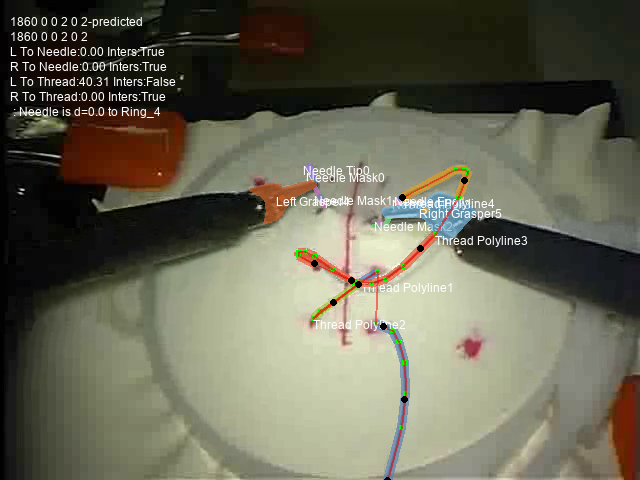 1860 0 0 2 0 2-predicted
1860 0 0 2 0 2
L To Needle:0.00 Inters:True
R To Needle:0.00 Inters:True
L To Thread:40.31 Inters:False
R To Thread:0.00 Inters:True
: Needle is d=0.0 to Ring_4
Needle Tip0
Needle Mask0
Left Grasper4
Needle Mask1
Thread Polyline4
Right Grasper5
Needle Mask2
Thread Polyline3
Thread Polyline1
Thread Polyline2